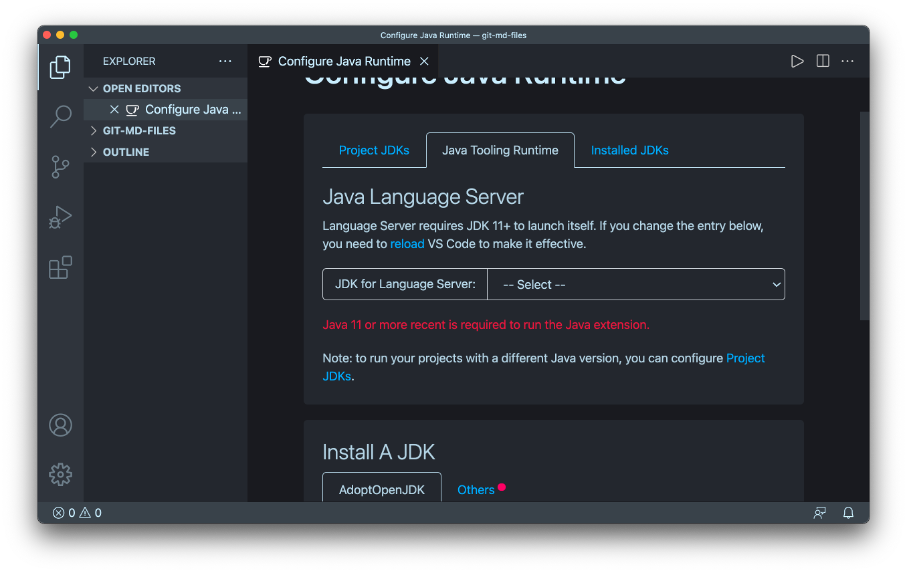 Configure Java Runtime — git-md-files
EXPLORER
OPEN EDITORS
Configure Java ...
GIT-MD-FILES
OUTLINE
Configure Java Runtime
Configure Java Runtime
Project JDKs
Java Tooling Runtime
Installed JDKs
Java Language Server
Language Server requires JDK 11+ to launch itself. If you change the entry below,
you need to reload VS Code to make it effective.
JDK for Language Server:
-- Select --
Java 11 or more recent is required to run the Java extension.
Note: to run your projects with a different Java version, you can configure Project
JDKs.
Install A JDK
AdoptOpenJDK
Others
0 0